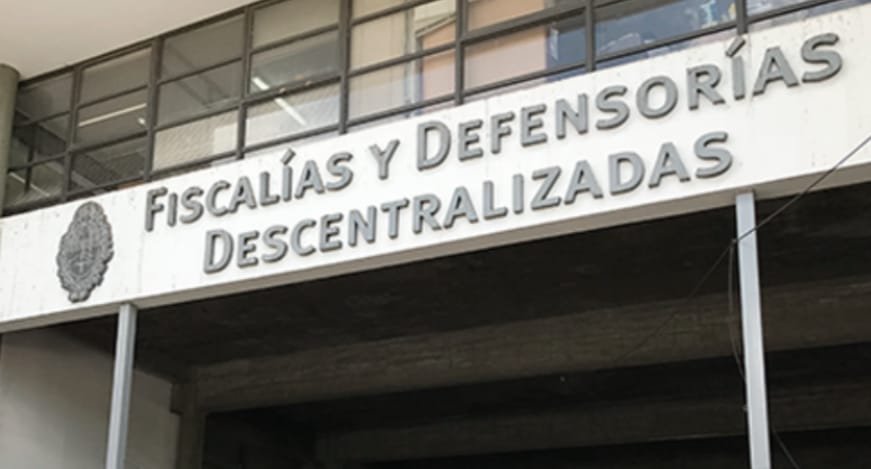 Fiscalías y Defensorías
Descentralizadas